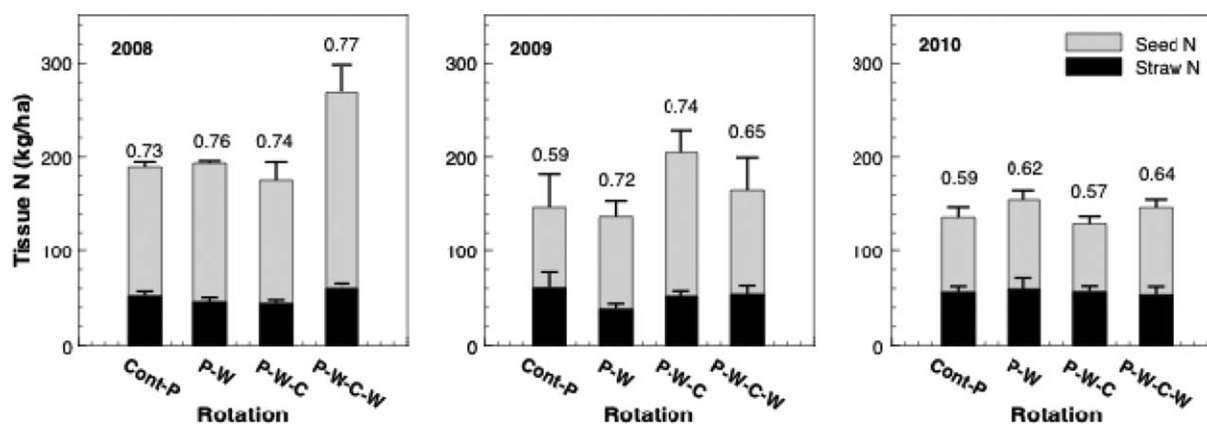 Tissue N (kg/ha)
2008
300
200
100
0
0.73
0.76
0.74
0.77
Cont-P
P-W
P-W-C
P-W-C-W
Rotation
2009
300
200
100
0
0.59
0.72
0.74
0.65
Cont-P
P-W
P-W-C
P-W-C-W
Rotation
2010
Seed N
Straw N
300
200
100
0
0.59
0.62
0.57
0.64
Cont-P
P-W
P-W-C
P-W-C-W
Rotation